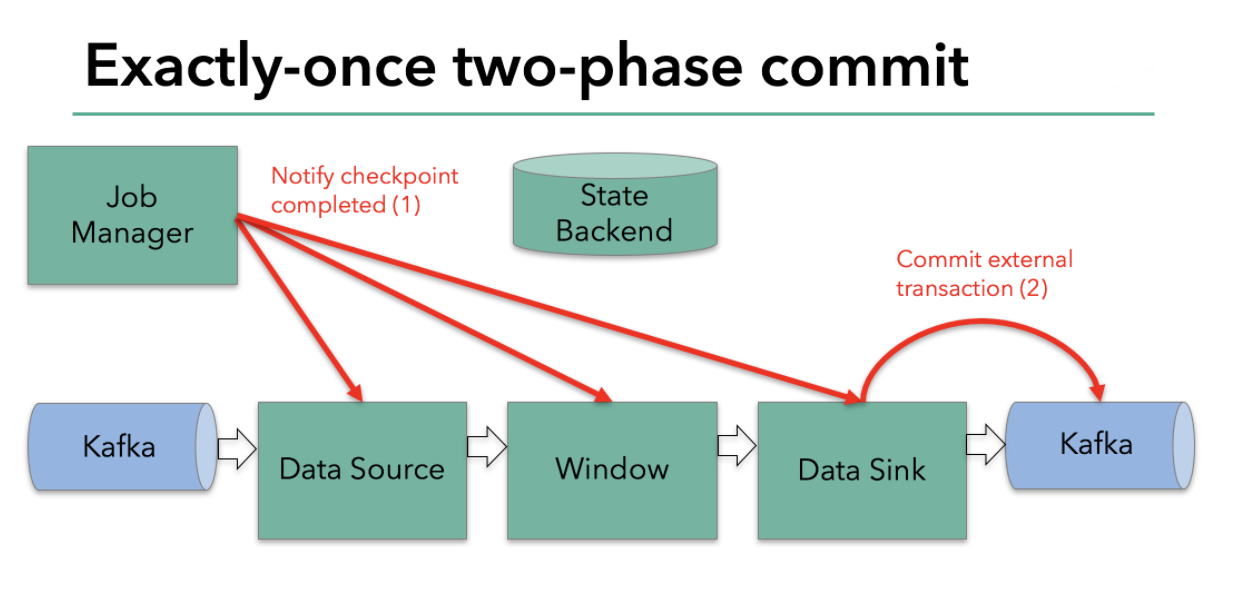 Exactly-once two-phase commit
Job
Manager
Notify checkpoint
completed (1)
State
Backend
Commit external
transaction (2)
Kafka
Data Source
Window
Data Sink
Kafka